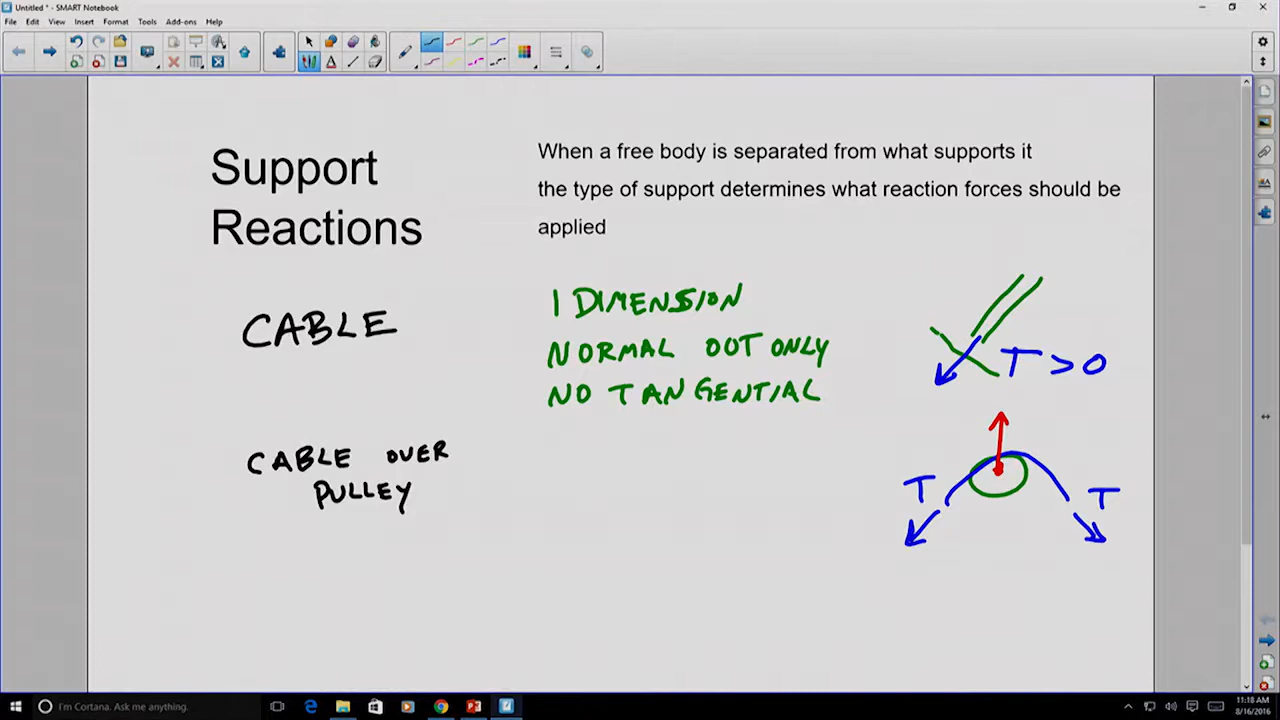 Untitled * - SMART Notebook
File Edit View Insert Format Tools Add-ons Help
Support
Reactions
When a free body is separated from what supports it
the type of support determines what reaction forces should be
applied
CABLE
1 DIMENSION
NORMAL OUT ONLY
NO TANGENTIAL
T > 0
CABLE OVER
PULLEY
T
T
I'm Cortana. Ask me anything.
11:18 AM
8/16/2016